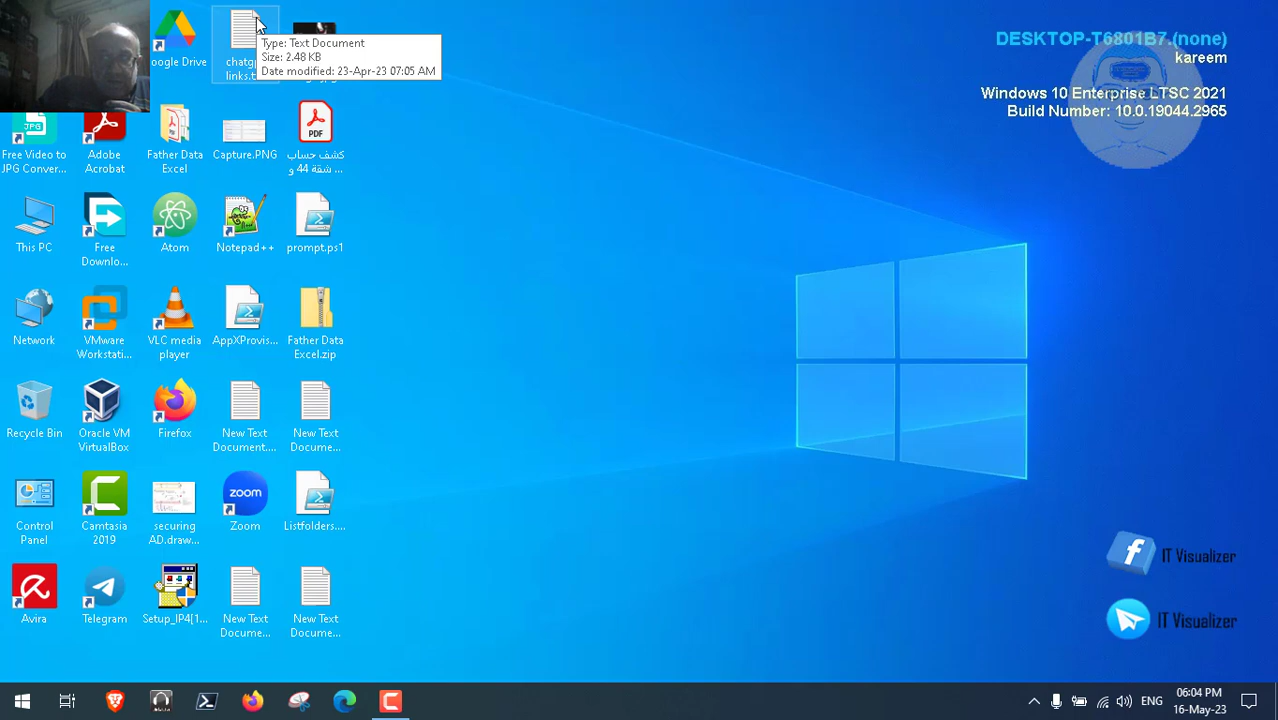 oogle Drive
chatg
links.t
Type: Text Document
Size: 2.48 KB
Date modified: 23-Apr-23 07:05 AM
DESKTOP-T6801B7.(none)
kareem
Windows 10 Enterprise LTSC 2021
Build Number: 10.0.19044.2965
JPG
Free Video to
JPG Conver...
Adobe
Acrobat
Father Data
Excel
Capture.PNG
PDF
كشف حساب
شقة 44 و ...
This PC
Free
Downlo...
Atom
Notepad++
prompt.ps1
Network
VMware
Workstati...
VLC media
player
AppXProvis...
Father Data
Excel.zip
Recycle Bin
Oracle VM
VirtualBox
Firefox
New Text
Document....
New Text
Docume...
Control
Panel
Camtasia
2019
securing
AD.draw...
zoom
Zoom
Listfolders....
Avira
Telegram
Setup_IP4[1...
New Text
Docume...
New Text
Docume...
IT Visualizer
IT Visualizer
ENG
06:04 PM
16-May-23